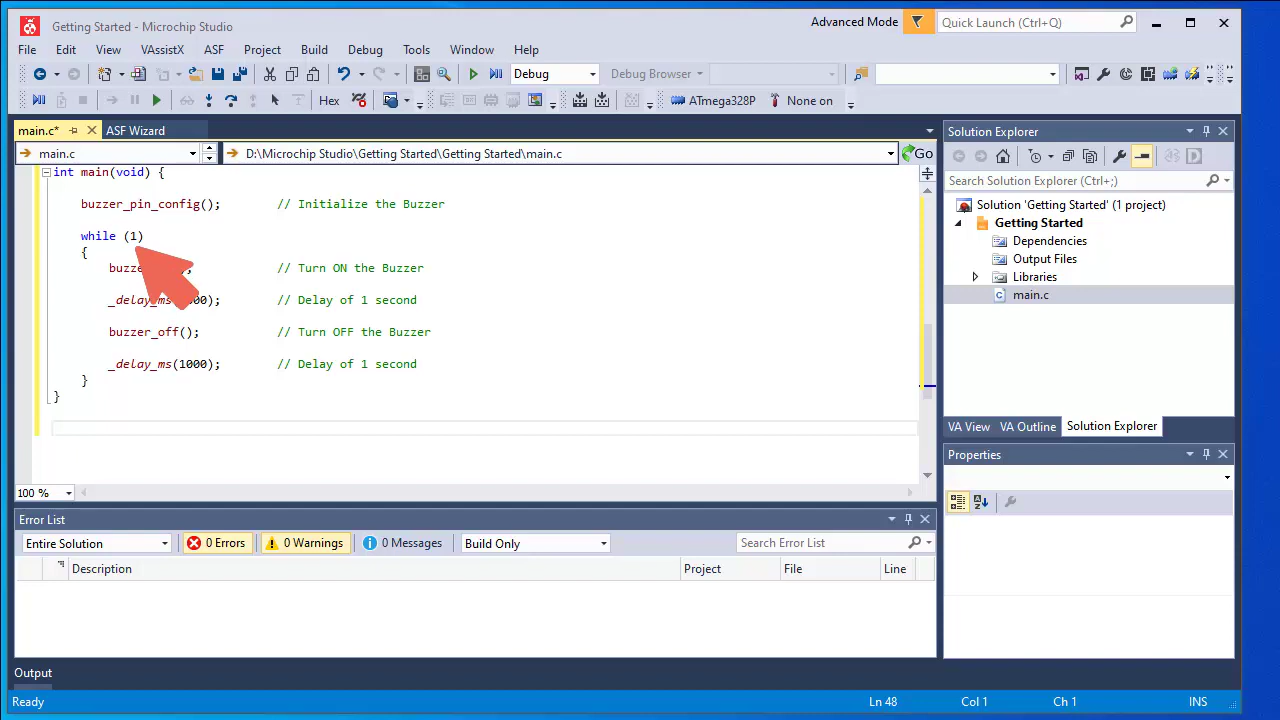 Getting Started - Microchip Studio
Advanced Mode
Quick Launch (Ctrl+Q)
File Edit View VAssistX ASF Project Build Debug Tools Window Help
Debug
Debug Browser
Hex
ATmega328P
None on
main.c*
ASF Wizard
main.c
D:\Microchip Studio\Getting Started\Getting Started\main.c
Go
int main(void) {
buzzer_pin_config(); // Initialize the Buzzer
while (1)
{
// Turn ON the Buzzer
// Delay of 1 second
buzzer_off(); // Turn OFF the Buzzer
_delay_ms(1000); // Delay of 1 second
}
}
100 %
Solution Explorer
Search Solution Explorer (Ctrl+;)
Solution 'Getting Started' (1 project)
Getting Started
Dependencies
Output Files
Libraries
main.c
VA View VA Outline Solution Explorer
Properties
Error List
Entire Solution
0 Errors
0 Warnings
0 Messages
Build Only
Search Error List
Description Project File Line
Output
Ready
Ln 48 Col 1 Ch 1 INS